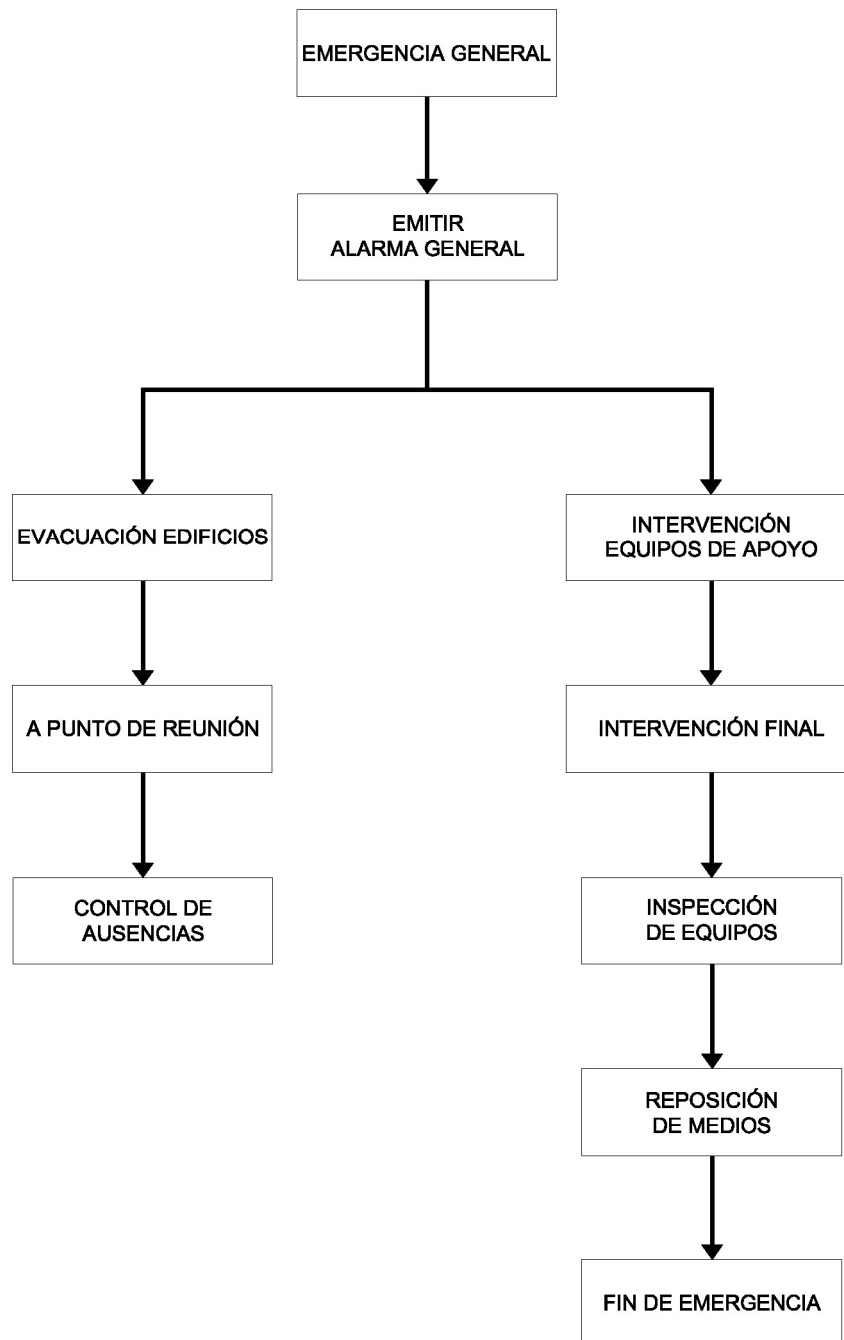 EMERGENCIA GENERAL
EMITIR
ALARMA GENERAL
EVACUACIÓN EDIFICIOS
INTERVENCIÓN
EQUIPOS DE APOYO
A PUNTO DE REUNIÓN
INTERVENCIÓN FINAL
CONTROL DE
AUSENCIAS
INSPECCIÓN
DE EQUIPOS
REPOSICIÓN
DE MEDIOS
FIN DE EMERGENCIA